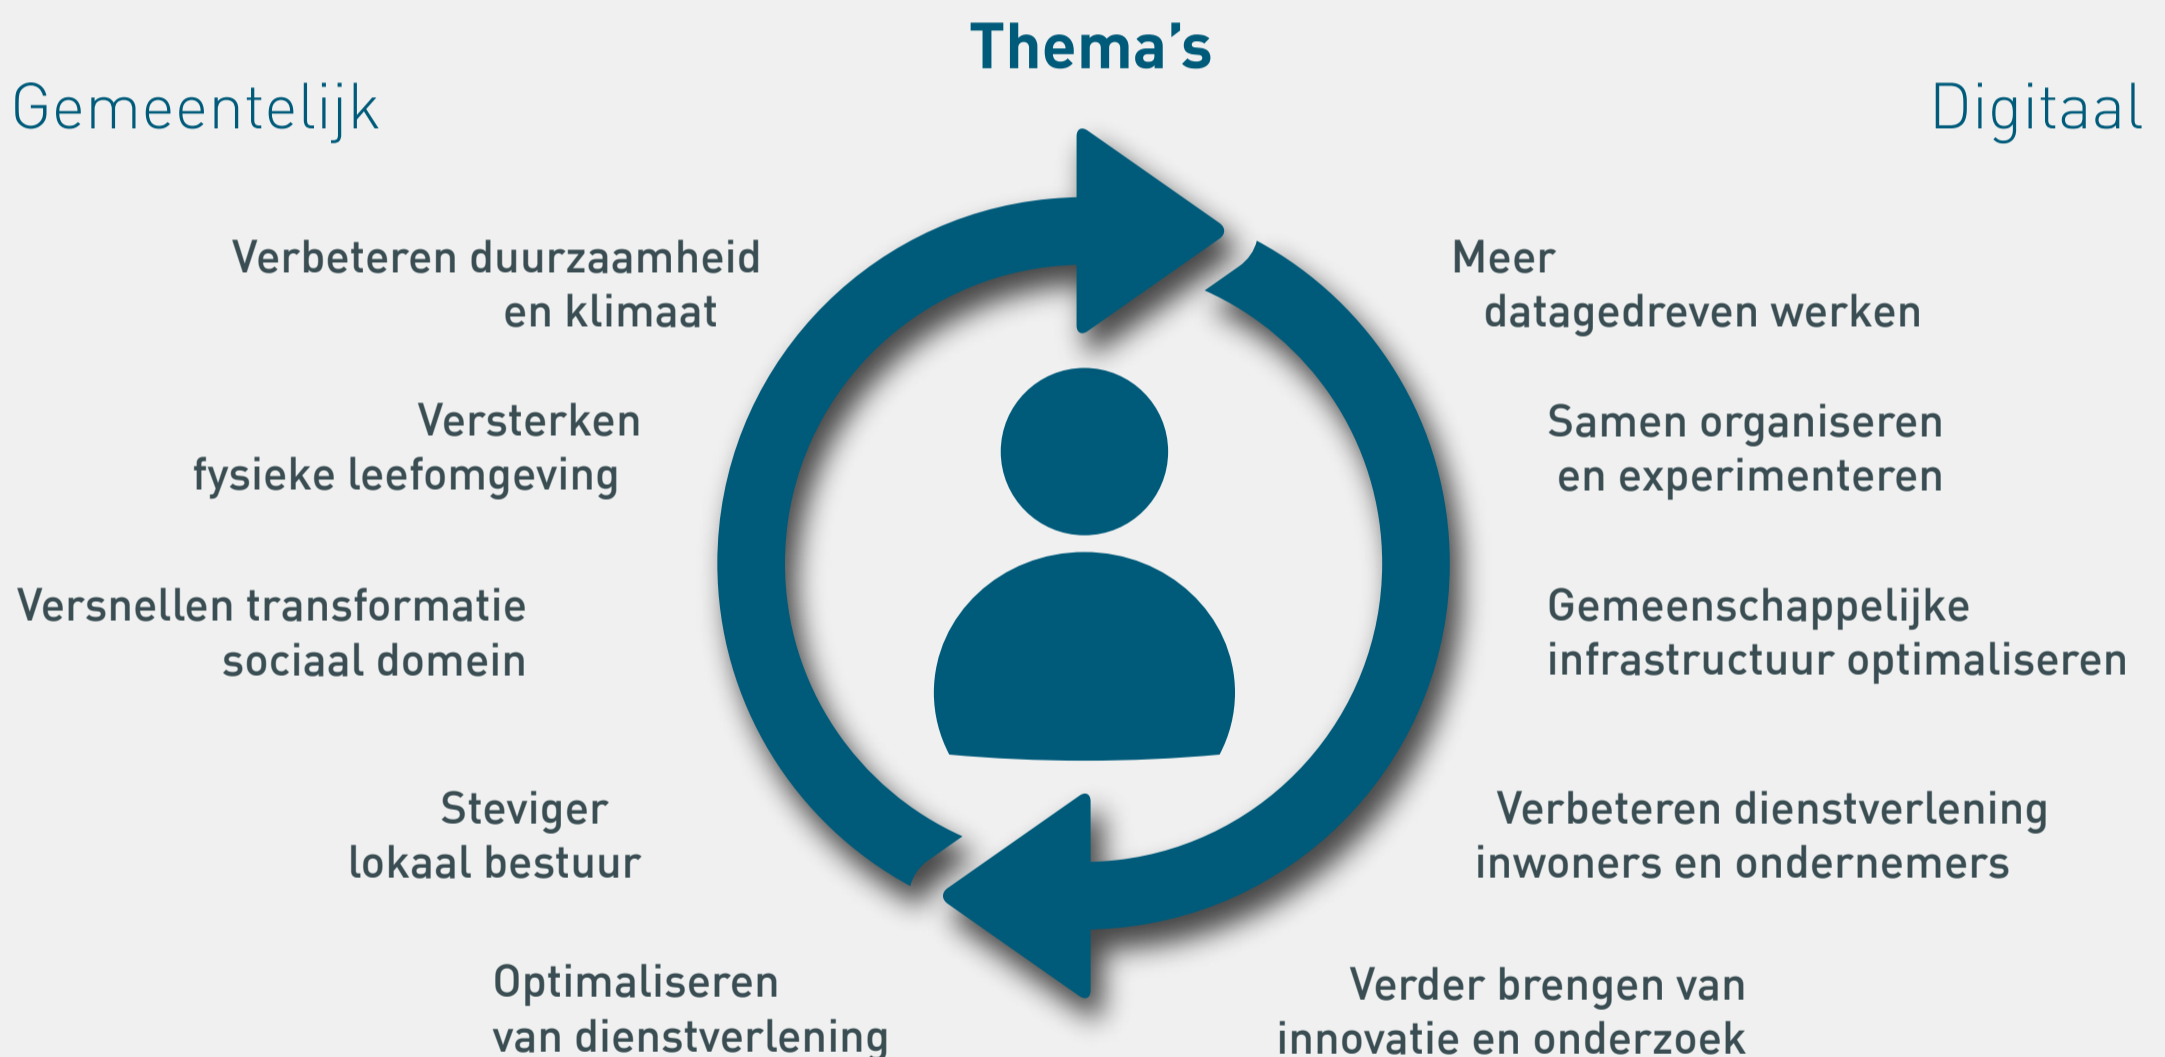 Thema’s
Gemeentelijk
Verbeteren duurzaamheid
en klimaat
Versterken
fysieke leefomgeving
Versnellen transformatie
sociaal domein
Steviger
lokaal bestuur
Optimaliseren
van dienstverlening
Digitaal
Meer
datagedreven werken
Samen organiseren
en experimenteren
Gemeenschappelijke
infrastructuur optimaliseren
Verbeteren dienstverlening
inwoners en ondernemers
Verder brengen van
innovatie en onderzoek